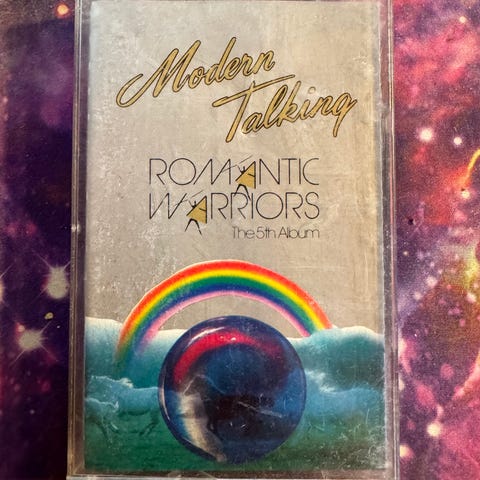 Modern
Talking
ROMANTIC
WARRIORS
The 5th Album